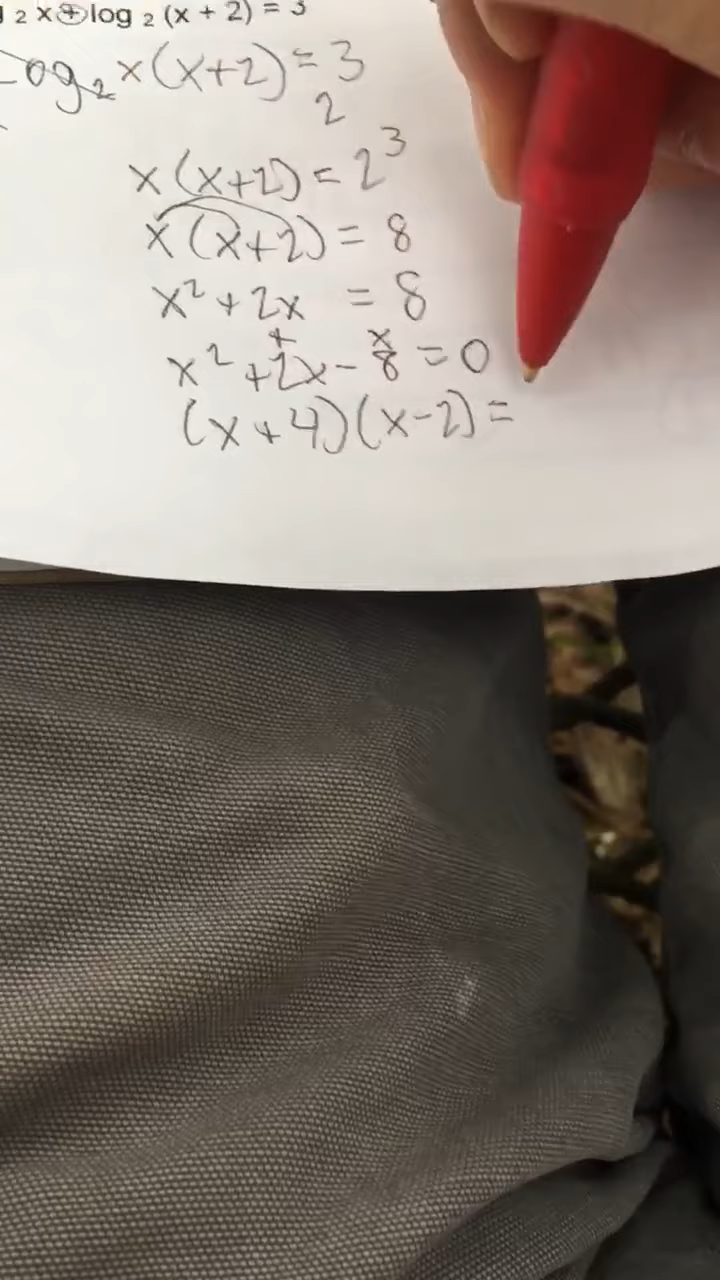 2 x + log 2 (x + 2) = 3
Log₂ x(x+2) = 3
2
x(x+2) = 2³
x(x+2) = 8
x² + 2x = 8
+ x
x² + 2x - 8 = 0
(x + 4)(x - 2) =